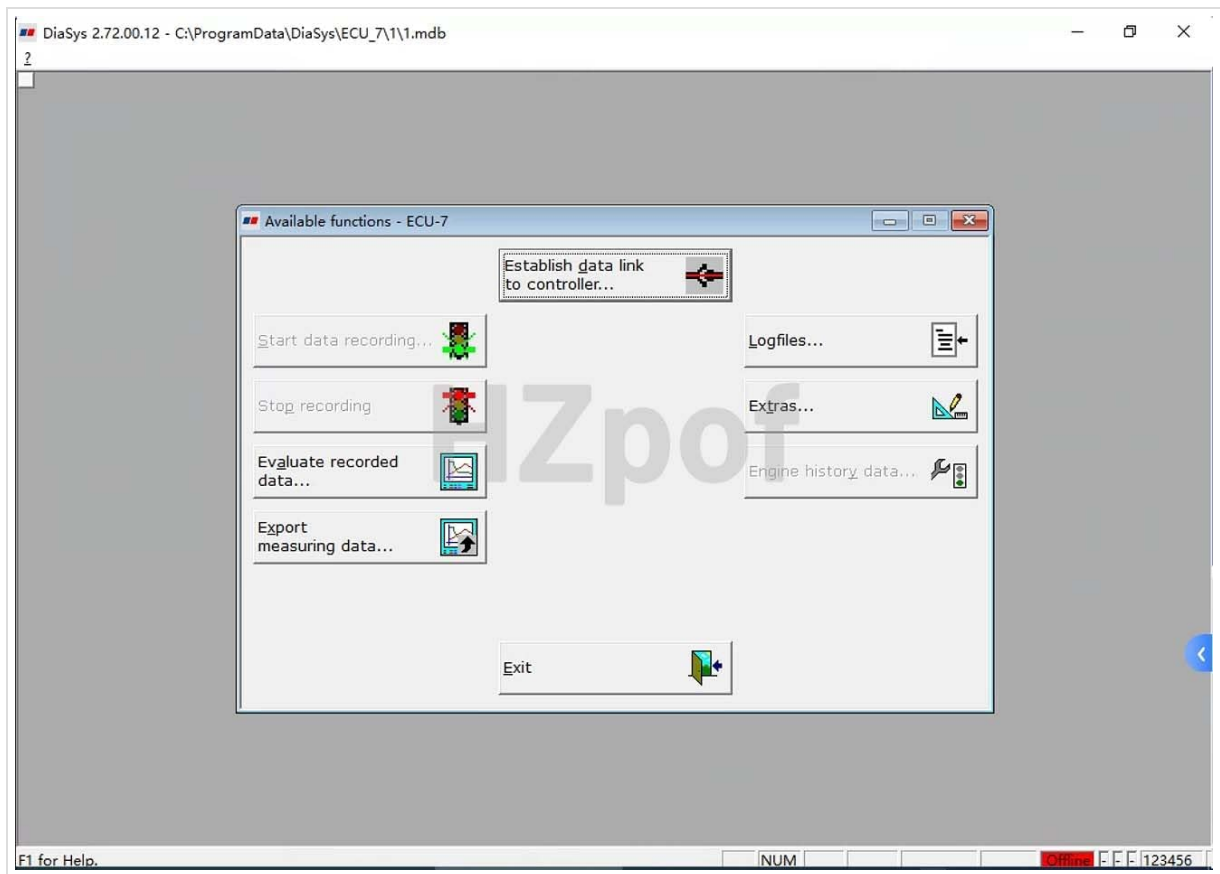 DiaSys 2.72.00.12 - C:\ProgramData\DiaSys\ECU_7\1\1.mdb
?
Available functions - ECU-7
Establish data link
to controller...
Start data recording...
Logfiles...
Stop recording
Extras...
Evaluate recorded
data...
Engine history data...
Export
measuring data...
Exit
HZpof
F1 for Help.
NUM
Offline - - - 123456